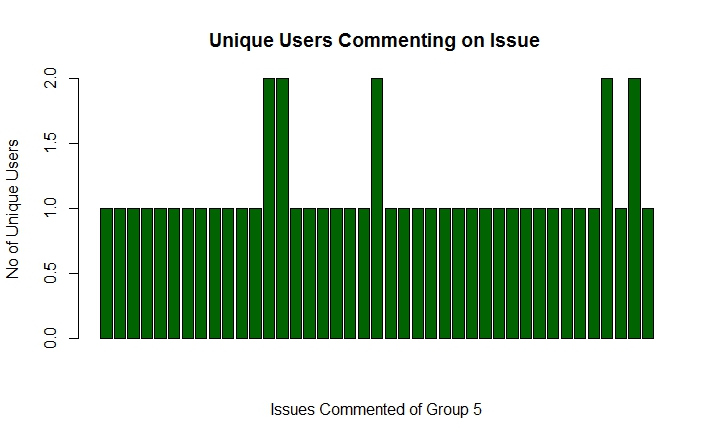 Unique Users Commenting on Issue
2.0
1.5
1.0
0.5
0.0
No of Unique Users
Issues Commented of Group 5